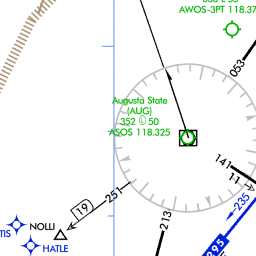 AWOS-3PT 118.37
053
Augusta State
(AUG)
352 50
ASOS 118.325
141
11
251
19
235
213
295
NOLLI
TIS
HATLE